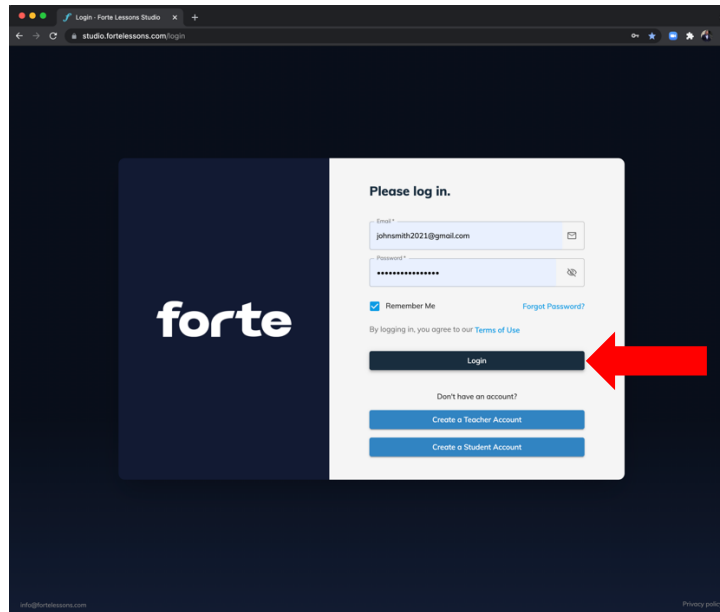 Login - Forte Lessons Studio
studio.fortelessons.com/login
Please log in.
Email *
johnsmith2021@gmail.com
Password *
••••••••••••••••
forte
Remember Me Forgot Password?
By logging in, you agree to our Terms of Use
Login
Don't have an account?
Create a Teacher Account
Create a Student Account
info@fortelessons.com Privacy